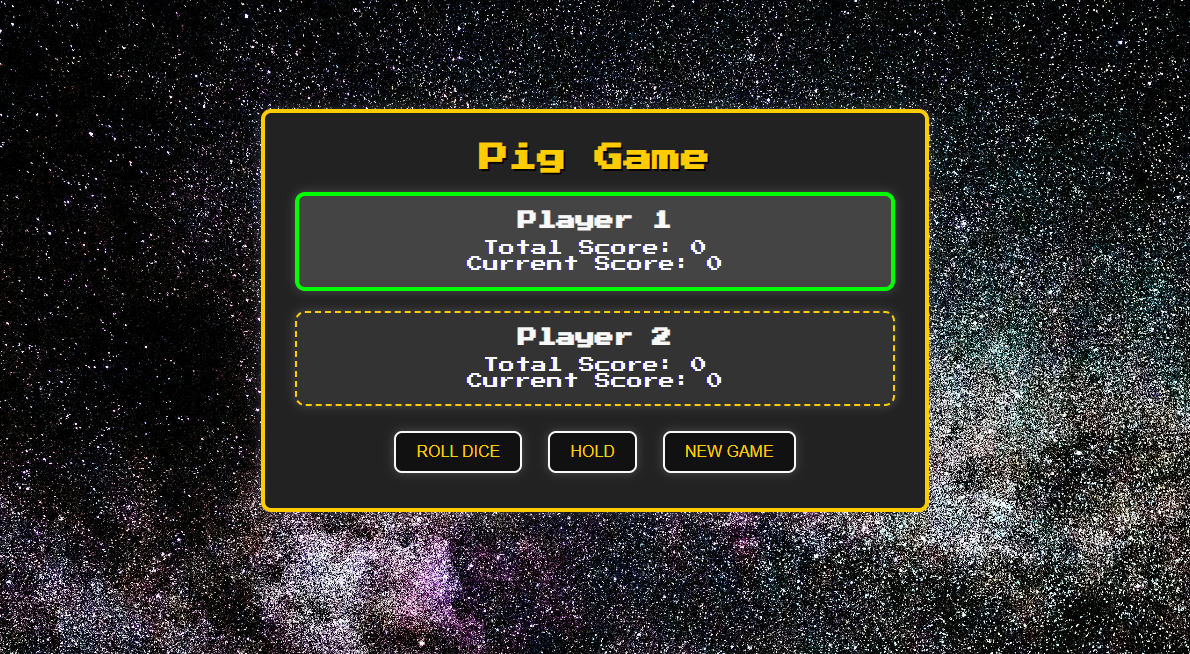 Pig Game
Player 1
Total Score: 0
Current Score: 0
Player 2
Total Score: 0
Current Score: 0
ROLL DICE HOLD NEW GAME